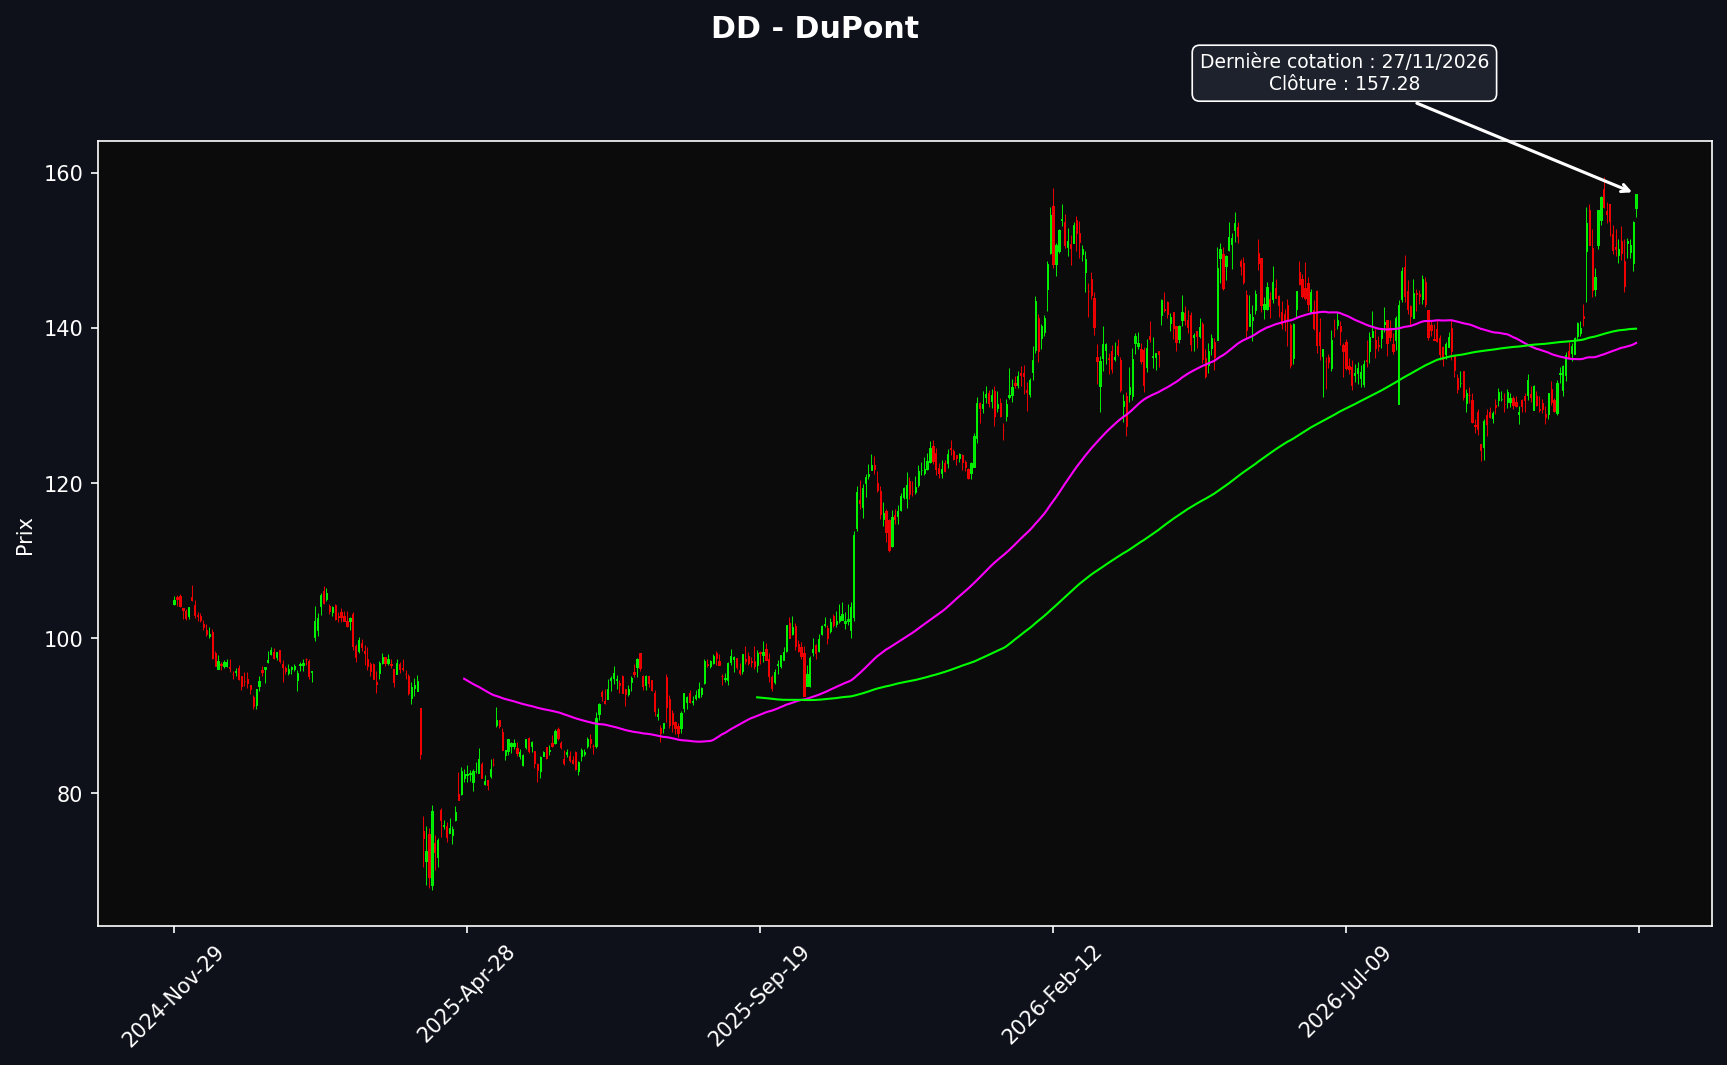 DD - DuPont
Dernière cotation : 27/11/2026
Clôture : 157.28
Prix
160
140
120
100
80
2024-Nov-29
2025-Apr-28
2025-Sep-19
2026-Feb-12
2026-Jul-09